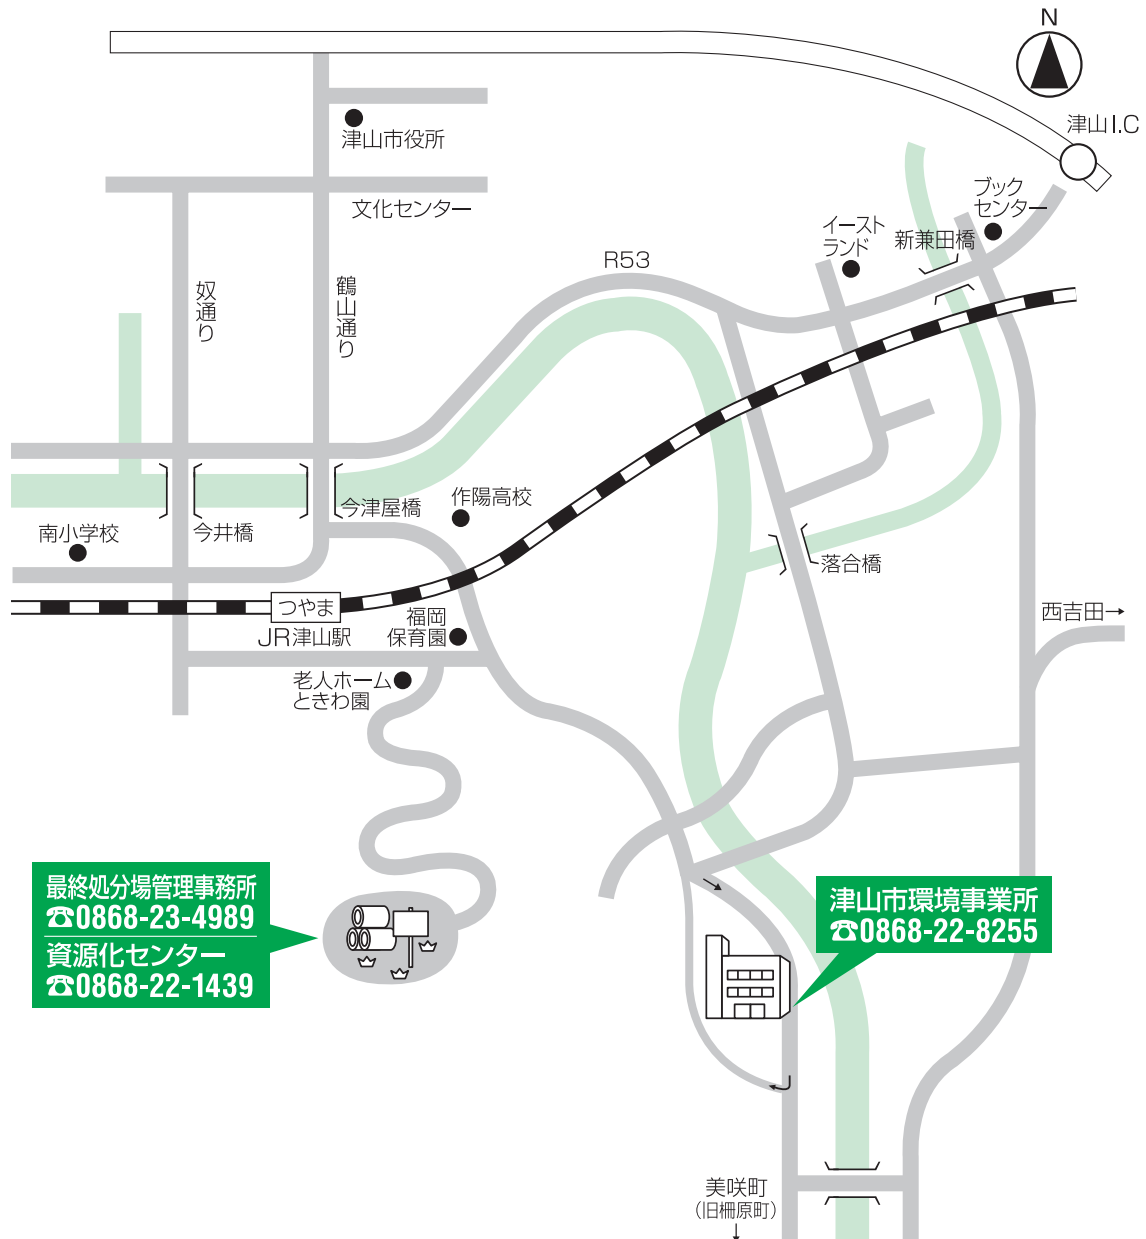 N
津山I.C
津山市役所
ブック
センター
文化センター
イースト
ランド
新兼田橋
R53
奴通り
鶴山通り
作陽高校
今津屋橋
南小学校
今井橋
落合橋
つやま
JR津山駅
福岡
保育園
西吉田→
老人ホーム
ときわ園
最終処分場管理事務所
☎0868-23-4989
資源化センター
☎0868-22-1439
津山市環境事業所
☎0868-22-8255
美咲町
(旧柵原町)
↓